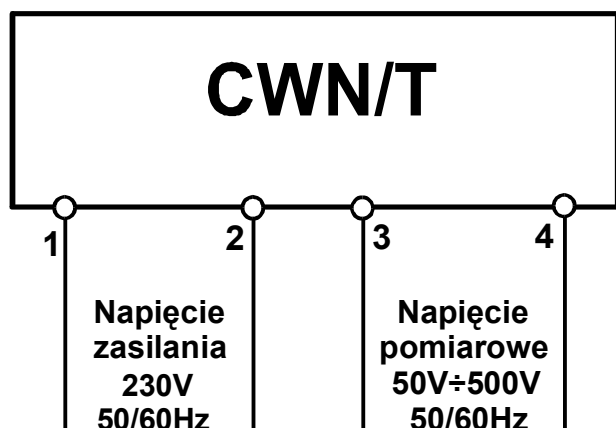 CWN/T
1 2 3 4
Napięcie
zasilania
230V
50/60Hz
Napięcie
pomiarowe
50V÷500V
50/60Hz